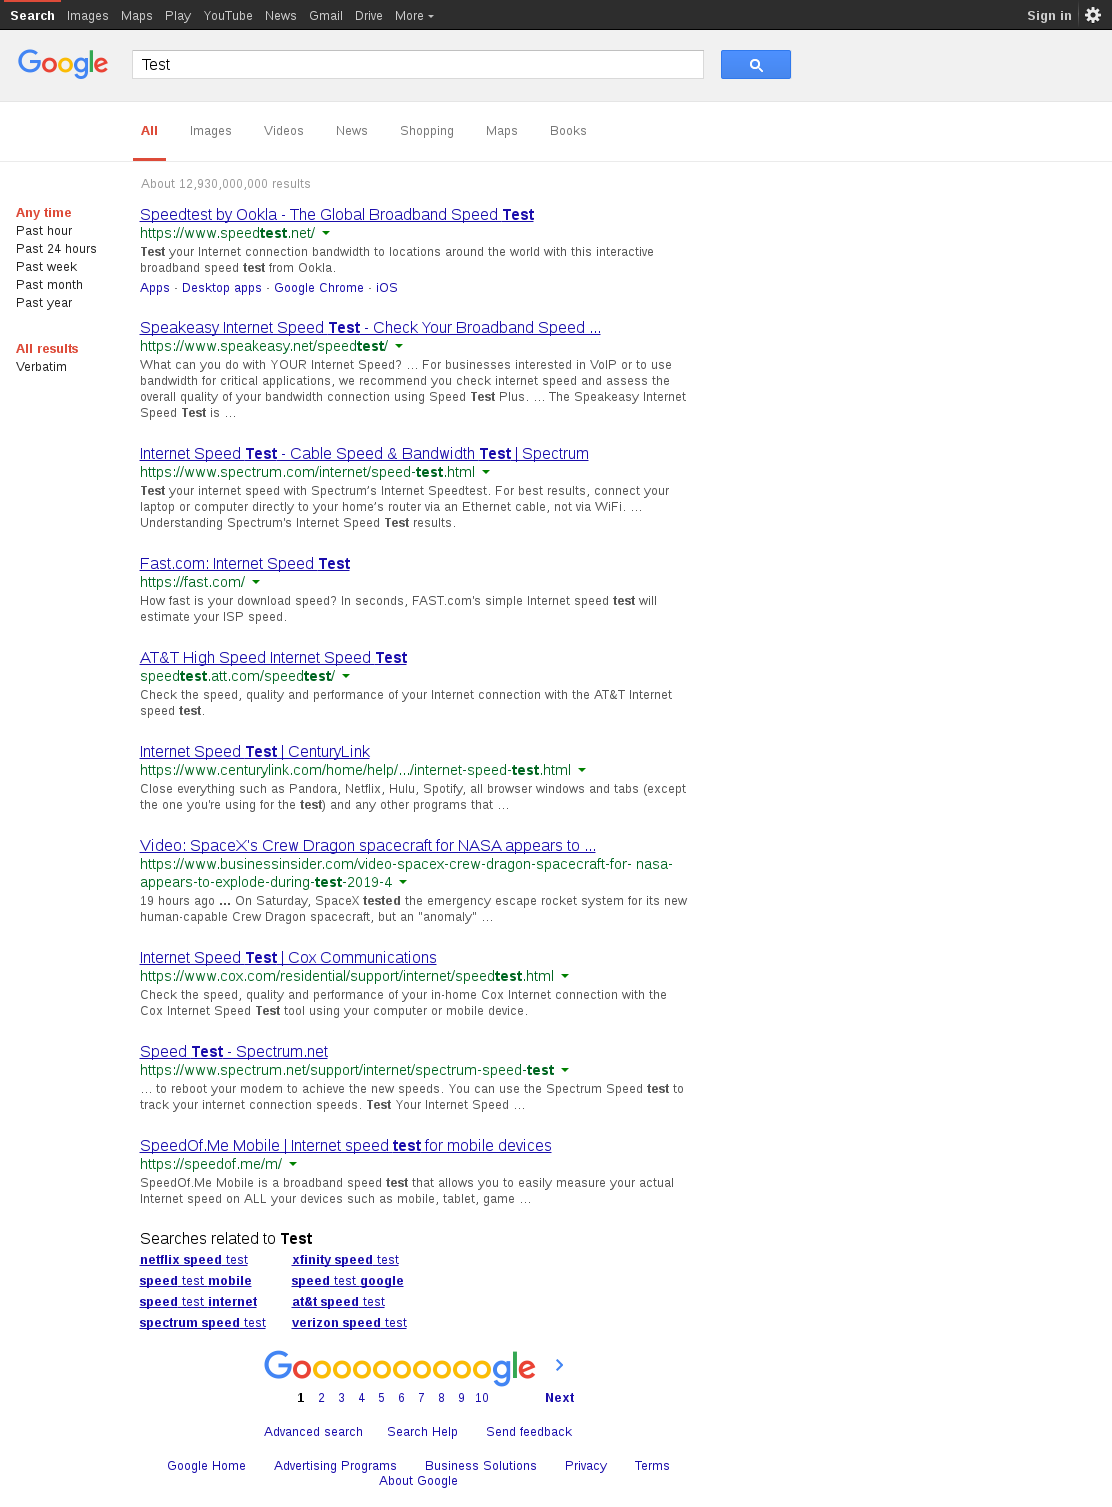 Search Images Maps Play YouTube News Gmail Drive More Sign in
Google Test
All Images Videos News Shopping Maps Books
About 12,930,000,000 results
Any time
Past hour
Past 24 hours
Past week
Past month
Past year
All results
Verbatim
Speedtest by Ookla - The Global Broadband Speed Test
https://www.speedtest.net/
Test your Internet connection bandwidth to locations around the world with this interactive
broadband speed test from Ookla.
Apps · Desktop apps · Google Chrome · iOS
Speakeasy Internet Speed Test - Check Your Broadband Speed ...
https://www.speakeasy.net/speedtest/
What can you do with YOUR Internet Speed? ... For businesses interested in VoIP or to use
bandwidth for critical applications, we recommend you check internet speed and assess the
overall quality of your bandwidth connection using Speed Test Plus. ... The Speakeasy Internet
Speed Test is ...
Internet Speed Test - Cable Speed & Bandwidth Test | Spectrum
https://www.spectrum.com/internet/speed-test.html
Test your internet speed with Spectrum's Internet Speedtest. For best results, connect your
laptop or computer directly to your home's router via an Ethernet cable, not via WiFi. ...
Understanding Spectrum's Internet Speed Test results.
Fast.com: Internet Speed Test
https://fast.com/
How fast is your download speed? In seconds, FAST.com's simple Internet speed test will
estimate your ISP speed.
AT&T High Speed Internet Speed Test
speedtest.att.com/speedtest/
Check the speed, quality and performance of your Internet connection with the AT&T Internet
speed test.
Internet Speed Test | CenturyLink
https://www.centurylink.com/home/help/.../internet-speed-test.html
Close everything such as Pandora, Netflix, Hulu, Spotify, all browser windows and tabs (except
the one you're using for the test) and any other programs that ...
Video: SpaceX's Crew Dragon spacecraft for NASA appears to ...
https://www.businessinsider.com/video-spacex-crew-dragon-spacecraft-for- nasa-
appears-to-explode-during-test-2019-4
19 hours ago ... On Saturday, SpaceX tested the emergency escape rocket system for its new
human-capable Crew Dragon spacecraft, but an "anomaly" ...
Internet Speed Test | Cox Communications
https://www.cox.com/residential/support/internet/speedtest.html
Check the speed, quality and performance of your in-home Cox Internet connection with the
Cox Internet Speed Test tool using your computer or mobile device.
Speed Test - Spectrum.net
https://www.spectrum.net/support/internet/spectrum-speed-test
... to reboot your modem to achieve the new speeds. You can use the Spectrum Speed test to
track your internet connection speeds. Test Your Internet Speed ...
SpeedOf.Me Mobile | Internet speed test for mobile devices
https://speedof.me/m/
SpeedOf.Me Mobile is a broadband speed test that allows you to easily measure your actual
Internet speed on ALL your devices such as mobile, tablet, game ...
Searches related to Test
netflix speed test xfinity speed test
speed test mobile speed test google
speed test internet at&t speed test
spectrum speed test verizon speed test
Goooooooooogle
1 2 3 4 5 6 7 8 9 10 Next
Advanced search Search Help Send feedback
Google Home Advertising Programs Business Solutions Privacy Terms
About Google